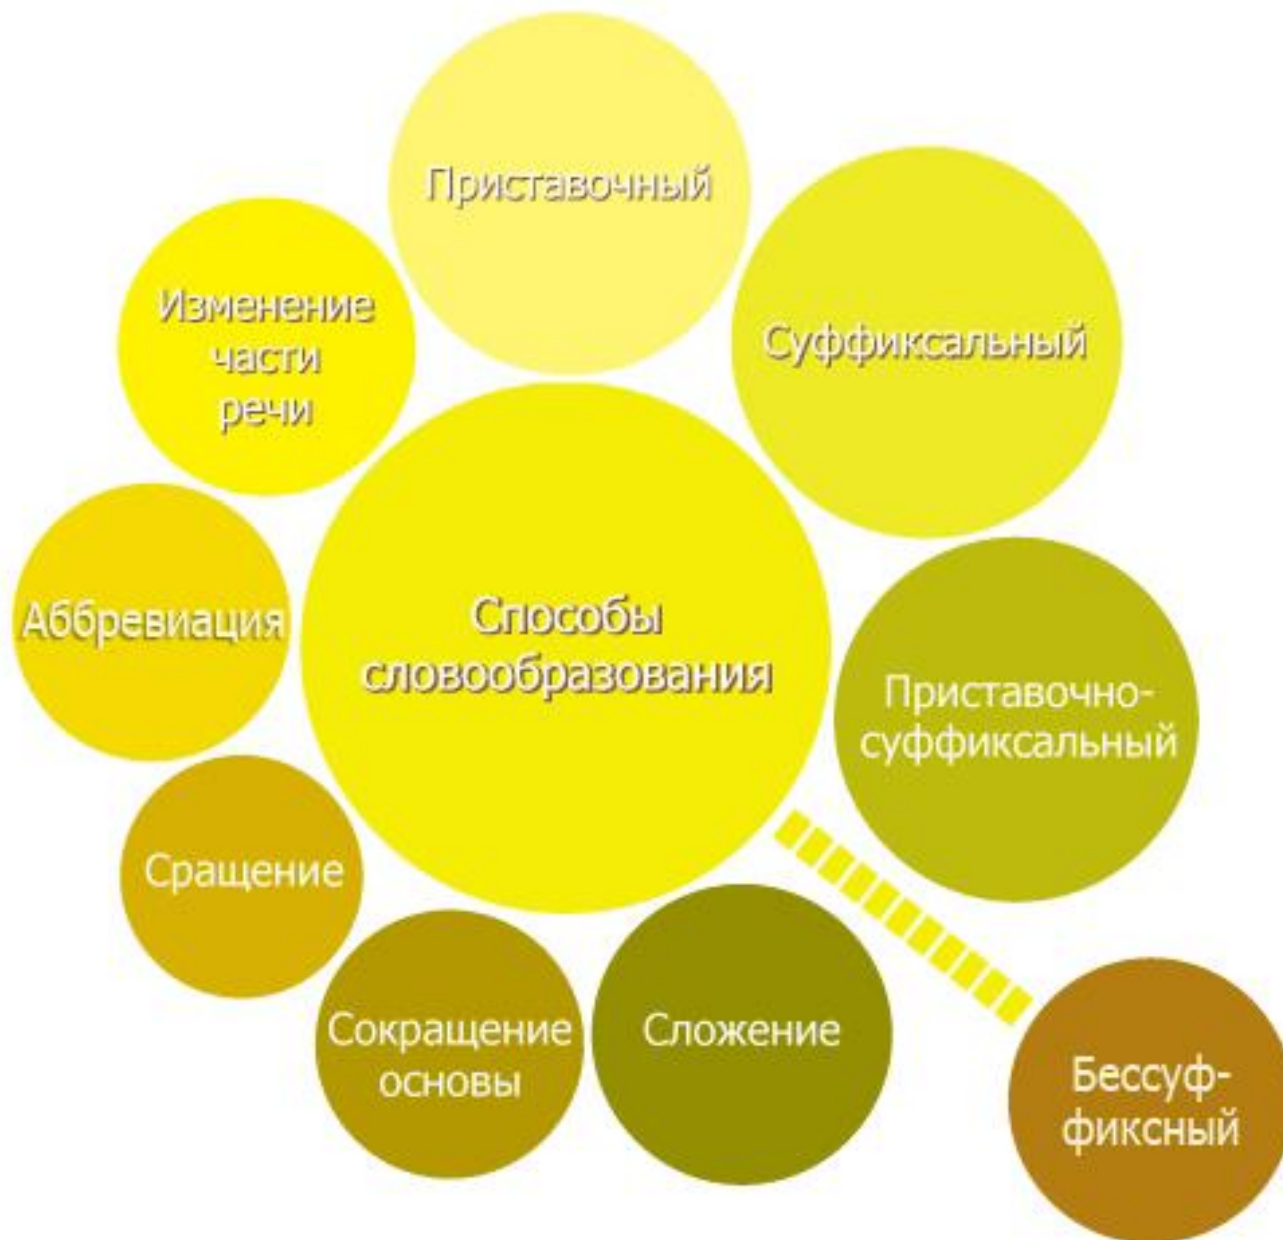 Приставочный
Суффиксальный
Изменение
части
речи
Способы
словообразования
Аббревиация
Приставочно-
суффиксальный
Сращение
Сокращение
основы
Сложение
Бессуф-
фиксный